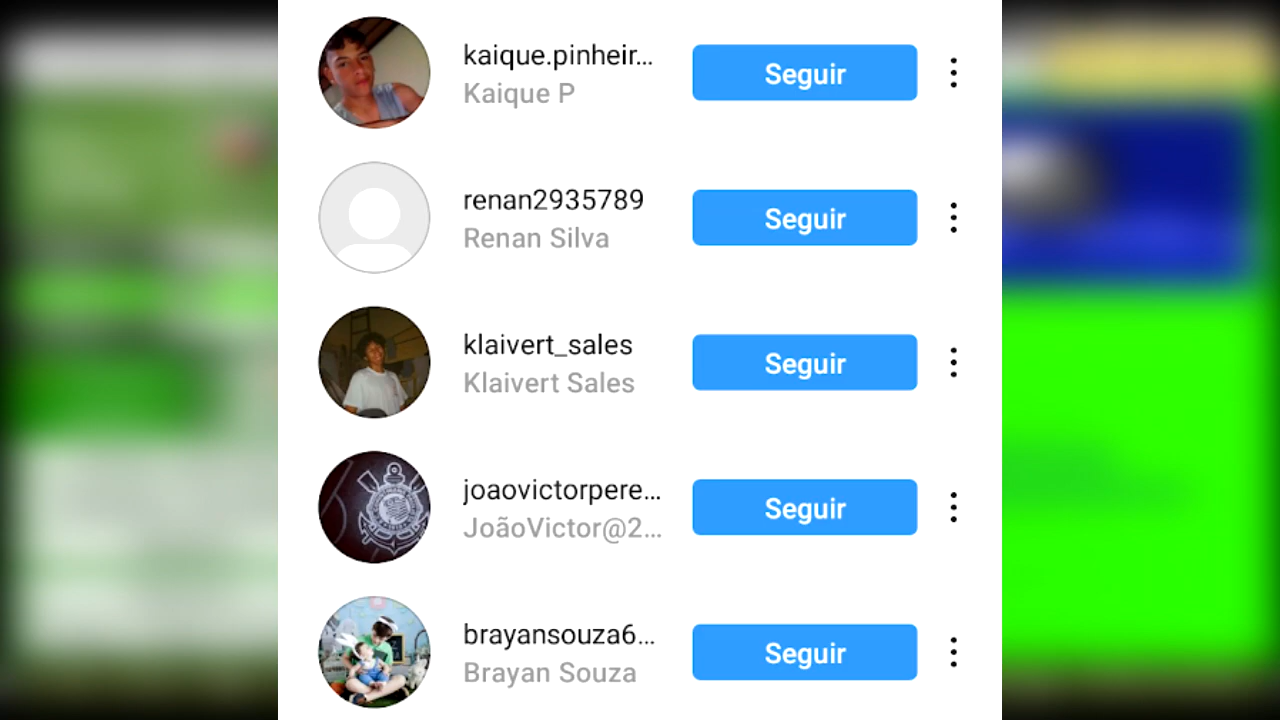 kaique.pinheir...
Kaique P
Seguir
renan2935789
Renan Silva
Seguir
klaivert_sales
Klaivert Sales
Seguir
joaovictorpere...
JoãoVictor@2...
Seguir
brayansouza6...
Brayan Souza
Seguir